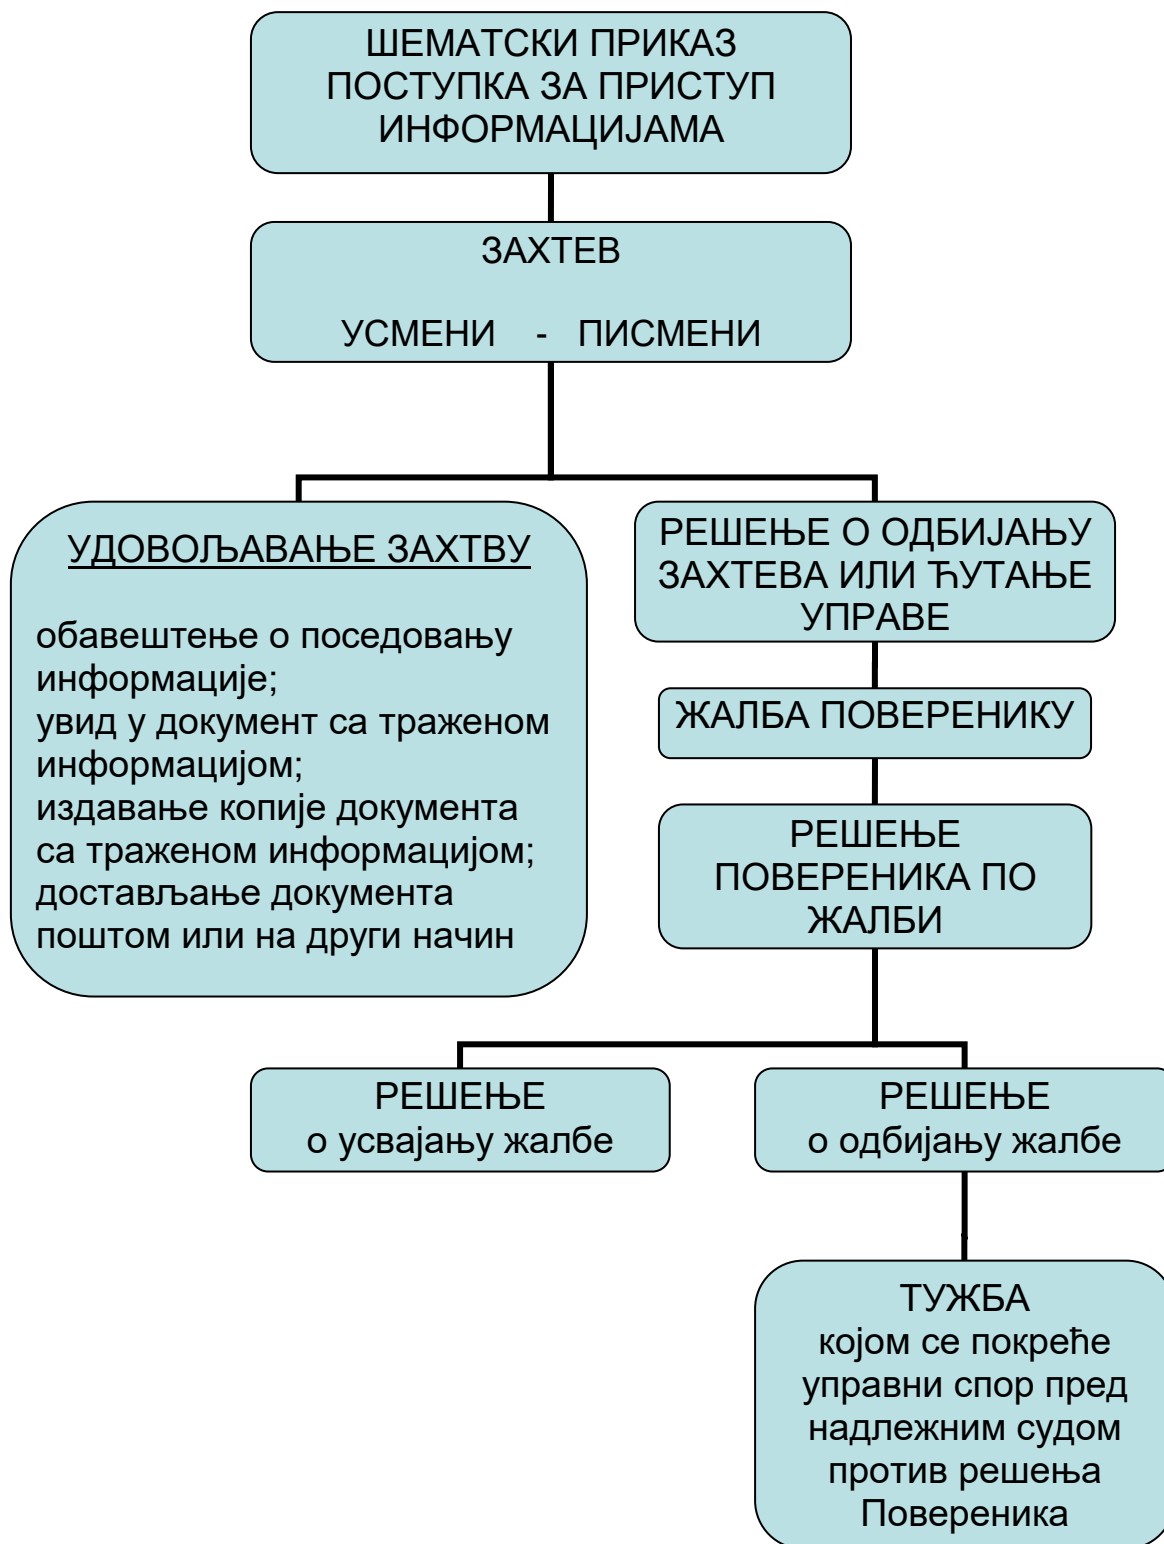 ШЕМАТСКИ ПРИКАЗ
ПОСТУПКА ЗА ПРИСТУП
ИНФОРМАЦИЈАМА
ЗАХТЕВ
УСМЕНИ - ПИСМЕНИ
УДОВОЉАВАЊЕ ЗАХТВУ
обавештење о поседовању
информације;
увид у документ са траженом
информацијом;
издавање копије документа
са траженом информацијом;
достављање документа
поштом или на други начин
РЕШЕЊЕ О ОДБИЈАЊУ
ЗАХТЕВА ИЛИ ЋУТАЊЕ
УПРАВЕ
ЖАЛБА ПОВЕРЕНИКУ
РЕШЕЊЕ
ПОВЕРЕНИКА ПО
ЖАЛБИ
РЕШЕЊЕ
о усвајању жалбе
РЕШЕЊЕ
о одбијању жалбе
ТУЖБА
којом се покреће
управни спор пред
надлежним судом
против решења
Повереника